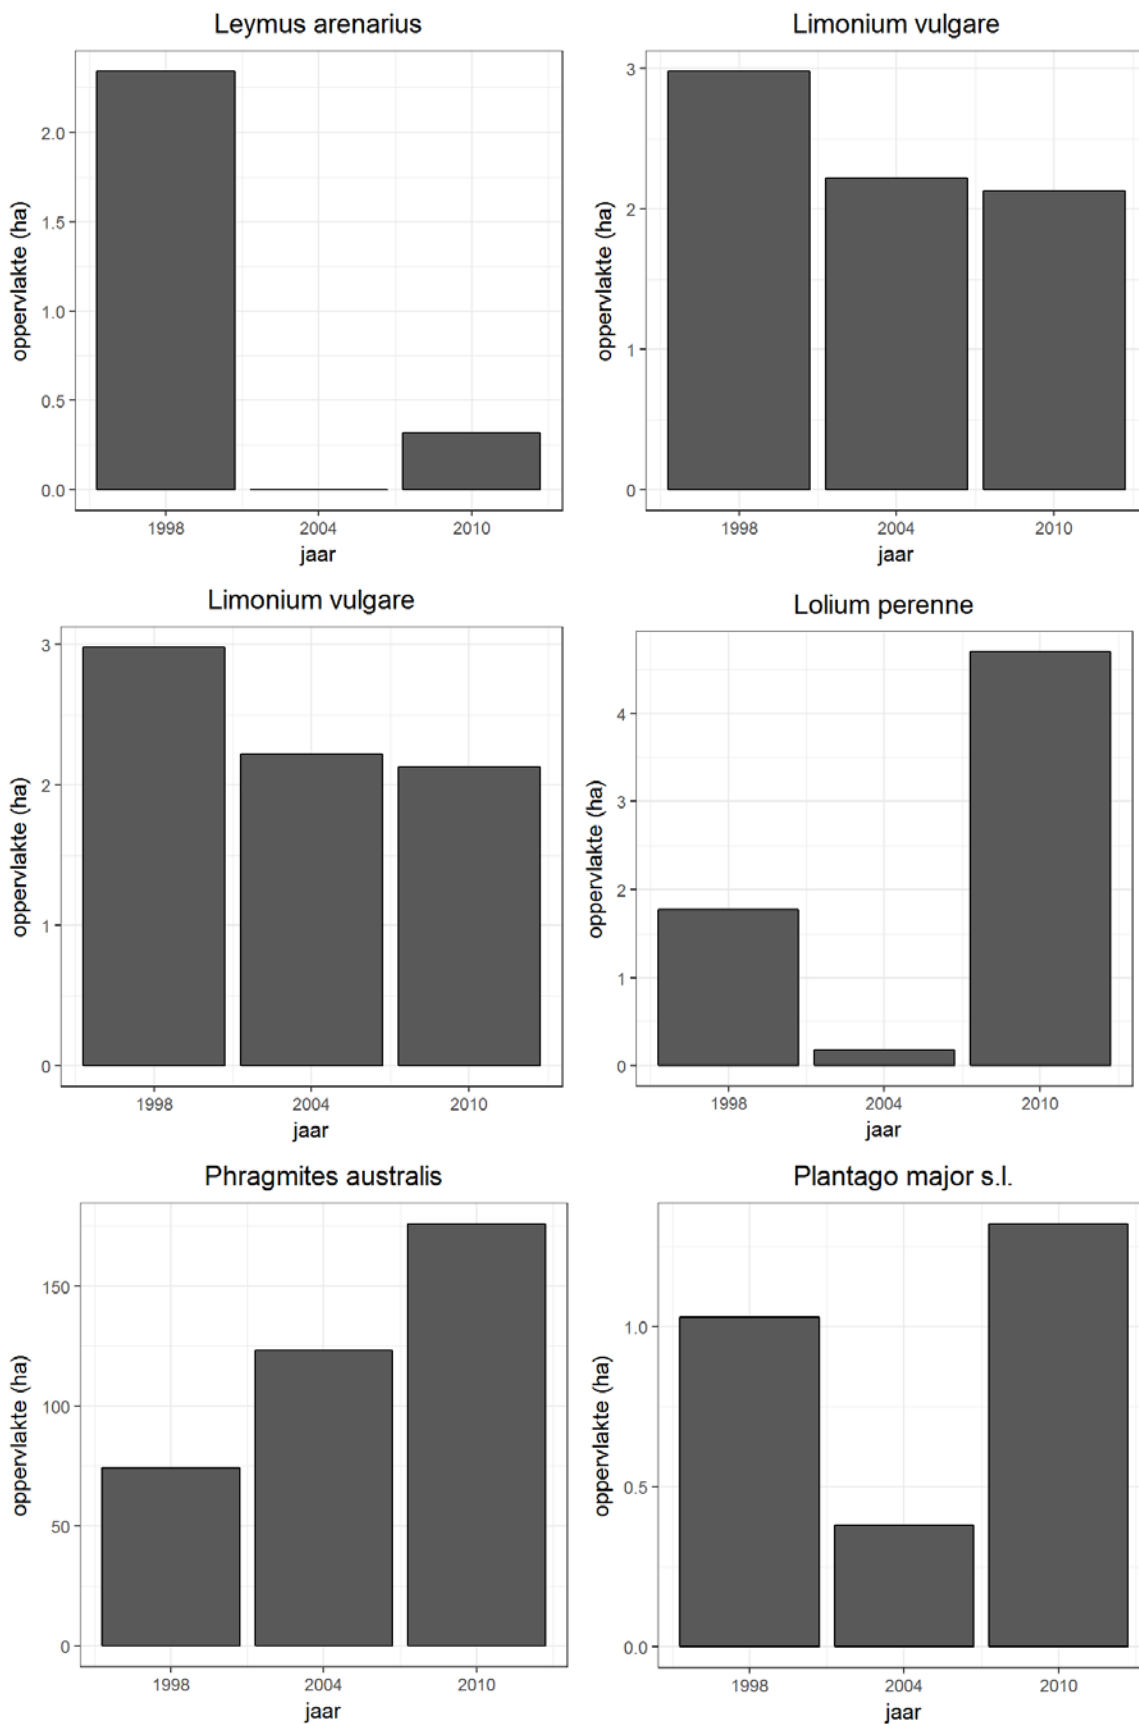 Leymus arenarius
oppervlakte (ha)
2.0
1.5
1.0
0.5
0.0
1998 2004 2010
jaar
Limonium vulgare
oppervlakte (ha)
3
2
1
0
1998 2004 2010
jaar
Limonium vulgare
oppervlakte (ha)
3
2
1
0
1998 2004 2010
jaar
Lolium perenne
oppervlakte (ha)
4
3
2
1
0
1998 2004 2010
jaar
Phragmites australis
oppervlakte (ha)
150
100
50
0
1998 2004 2010
jaar
Plantago major s.l.
oppervlakte (ha)
1.0
0.5
0.0
1998 2004 2010
jaar